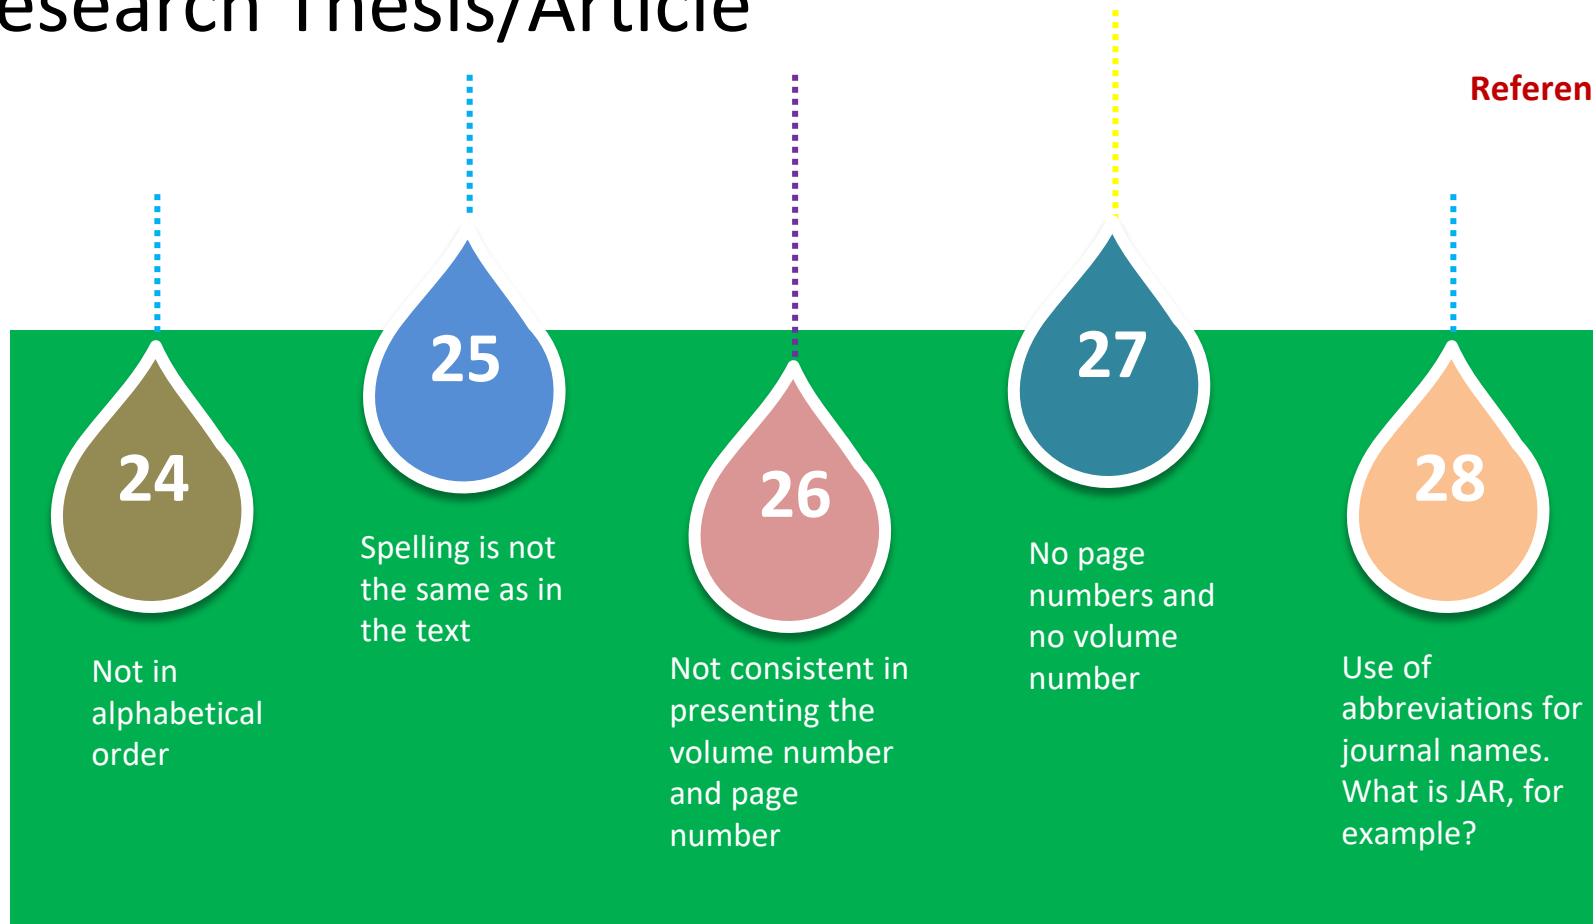 esearch Thesis/Article
Referen
24
Not in
alphabetical
order
25
Spelling is not
the same as in
the text
26
Not consistent in
presenting the
volume number
and page
number
27
No page
numbers and
no volume
number
28
Use of
abbreviations for
journal names.
What is JAR, for
example?